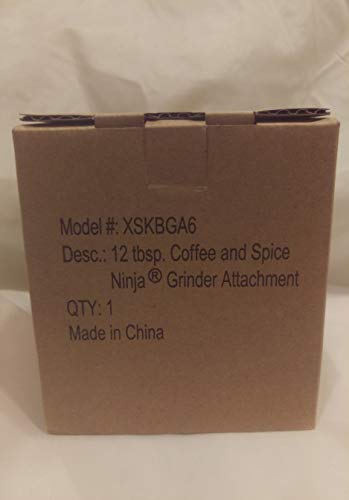 Model #: XSKBGA6
Desc.: 12 tbsp. Coffee and Spice
Ninja® Grinder Attachment
QTY: 1
Made in China